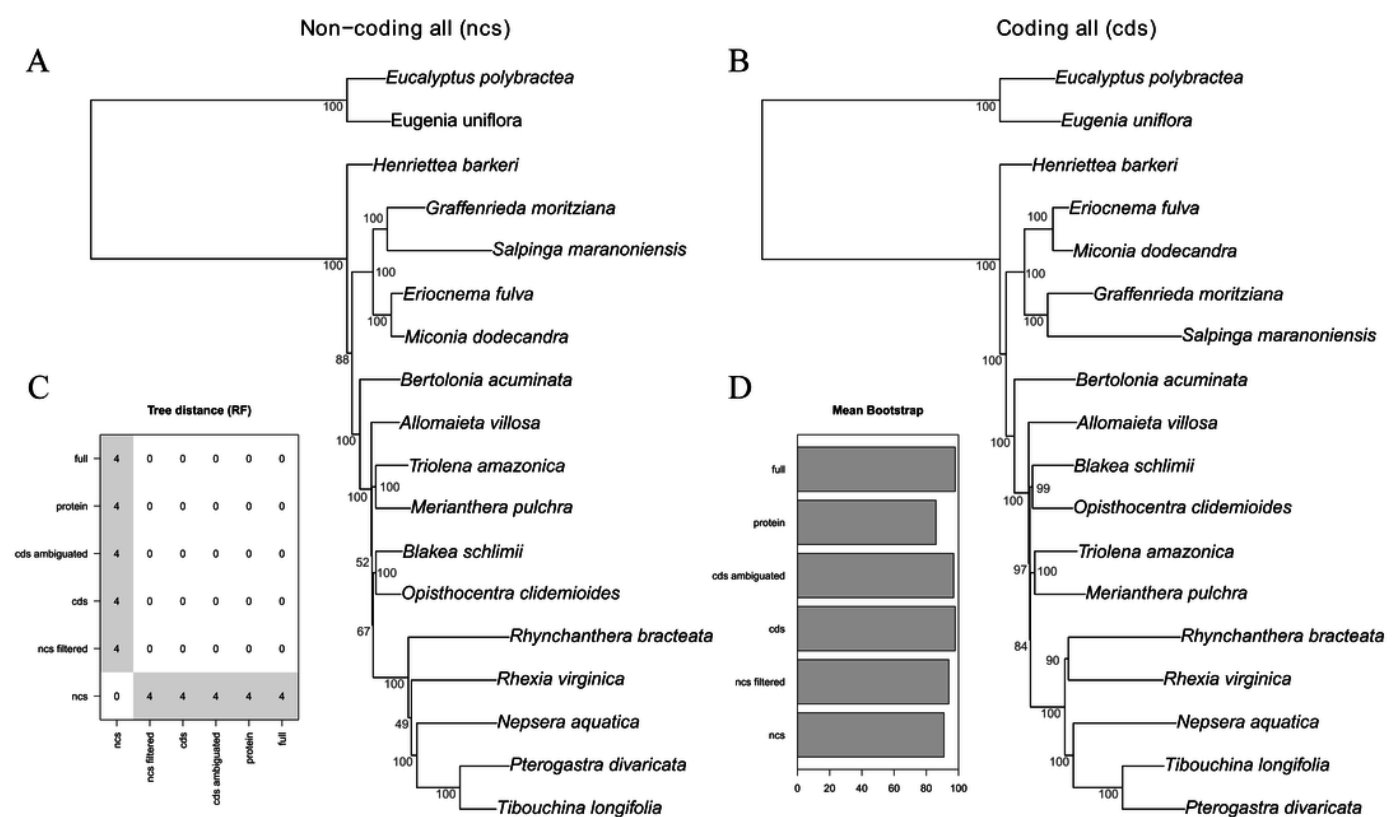 Non-coding all (ncs)
A
Eucalyptus polybractea
100
Eugenia uniflora
Henriettea barkeri
Graffenrieda moritziana
100
Salpinga maranoniensis
100
100
Eriocnema fulva
100
Miconia dodecandra
88
Bertolonia acuminata
Allomaieta villosa
100
Triolena amazonica
100
100
Merianthera pulchra
Blakea schlimii
52
100
Opisthocentra clidemioides
67
Rhynchanthera bracteata
100
Rhexia virginica
49
Nepsera aquatica
100
Pterogastra divaricata
100
Tibouchina longifolia
Coding all (cds)
B
Eucalyptus polybractea
100
Eugenia uniflora
Henriettea barkeri
Eriocnema fulva
100
Miconia dodecandra
100
100
Graffenrieda moritziana
100
Salpinga maranoniensis
100
Bertolonia acuminata
Allomaieta villosa
100
Blakea schlimii
99
100
Opisthocentra clidemioides
Triolena amazonica
97
100
Merianthera pulchra
84
Rhynchanthera bracteata
90
Rhexia virginica
100
Nepsera aquatica
100
Tibouchina longifolia
100
Pterogastra divaricata
C
Tree distance (RF)
full 4 0 0 0 0 0
protein 4 0 0 0 0 0
cds ambiguated 4 0 0 0 0 0
cds 4 0 0 0 0 0
ncs filtered 4 0 0 0 0 0
ncs 0 4 4 4 4 4
ncs
ncs filtered
cds
cds ambiguated
protein
full
D
Mean Bootstrap
full
protein
cds ambiguated
cds
ncs filtered
ncs
0 20 40 60 80 100